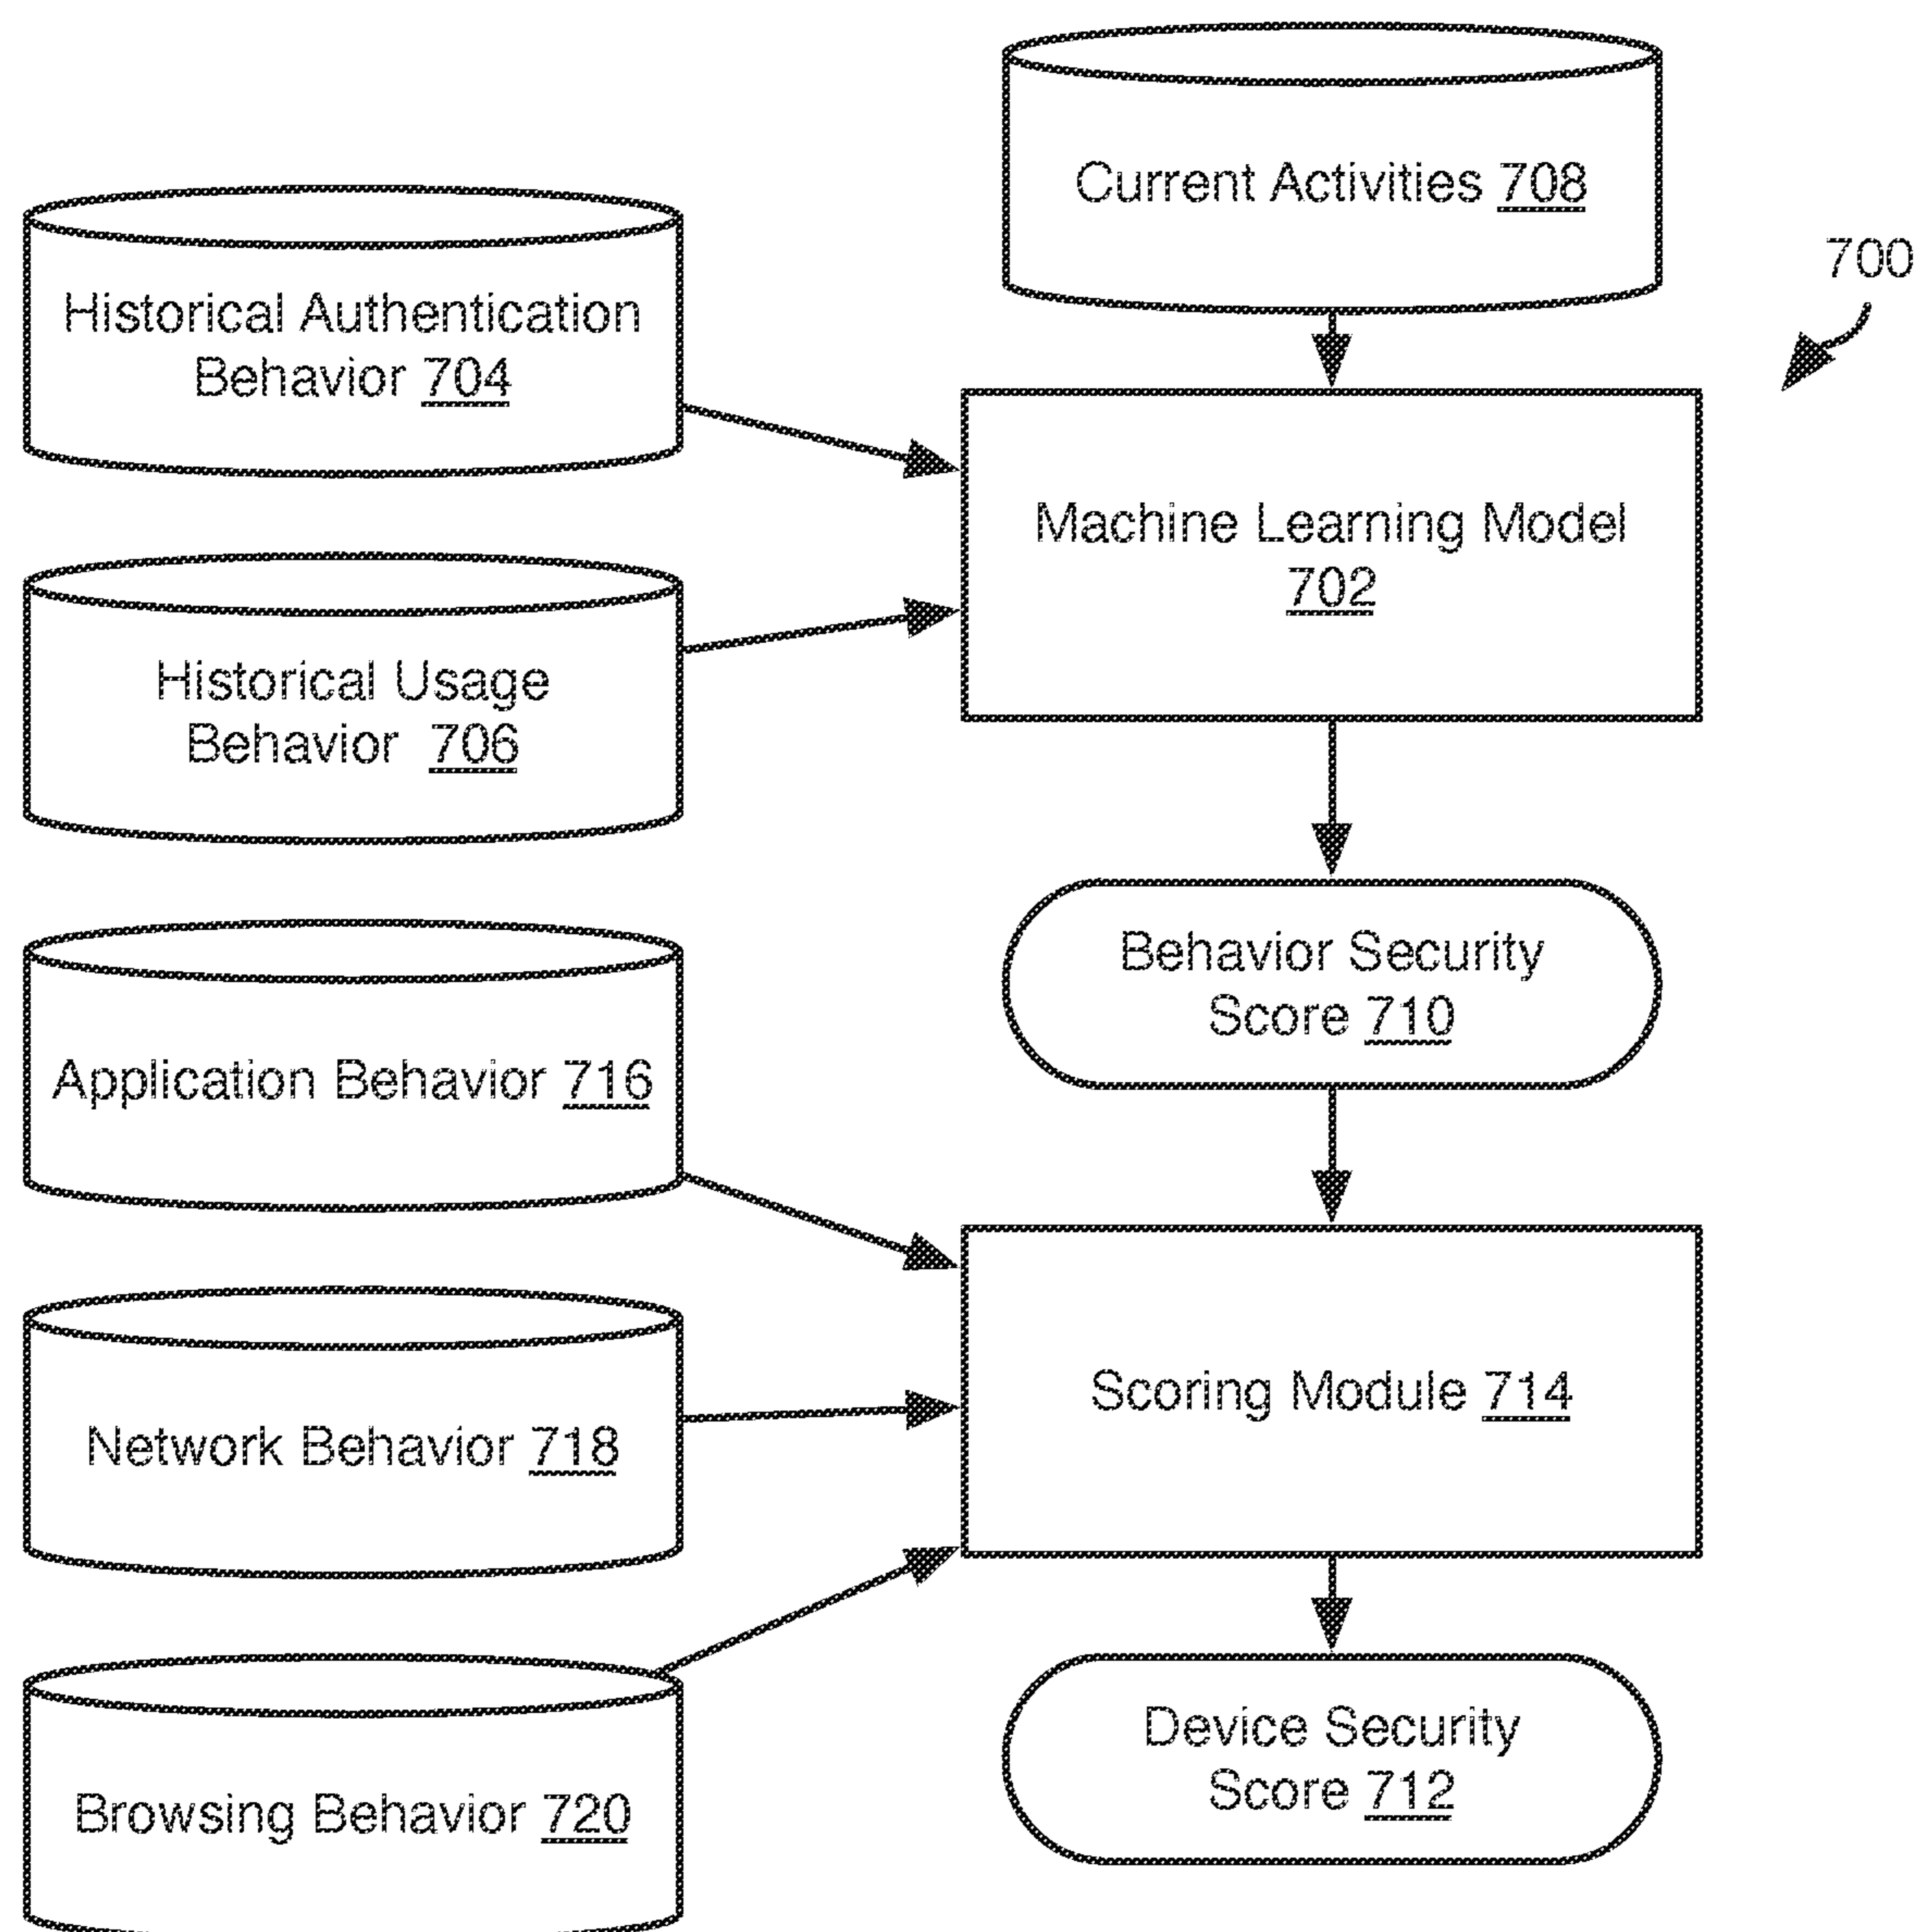 Current Activities 708
700
Historical Authentication
Behavior 704
Machine Learning Model
702
Historical Usage
Behavior 706
Behavior Security
Score 710
Application Behavior 716
Scoring Module 714
Network Behavior 718
Device Security
Score 712
Browsing Behavior 720